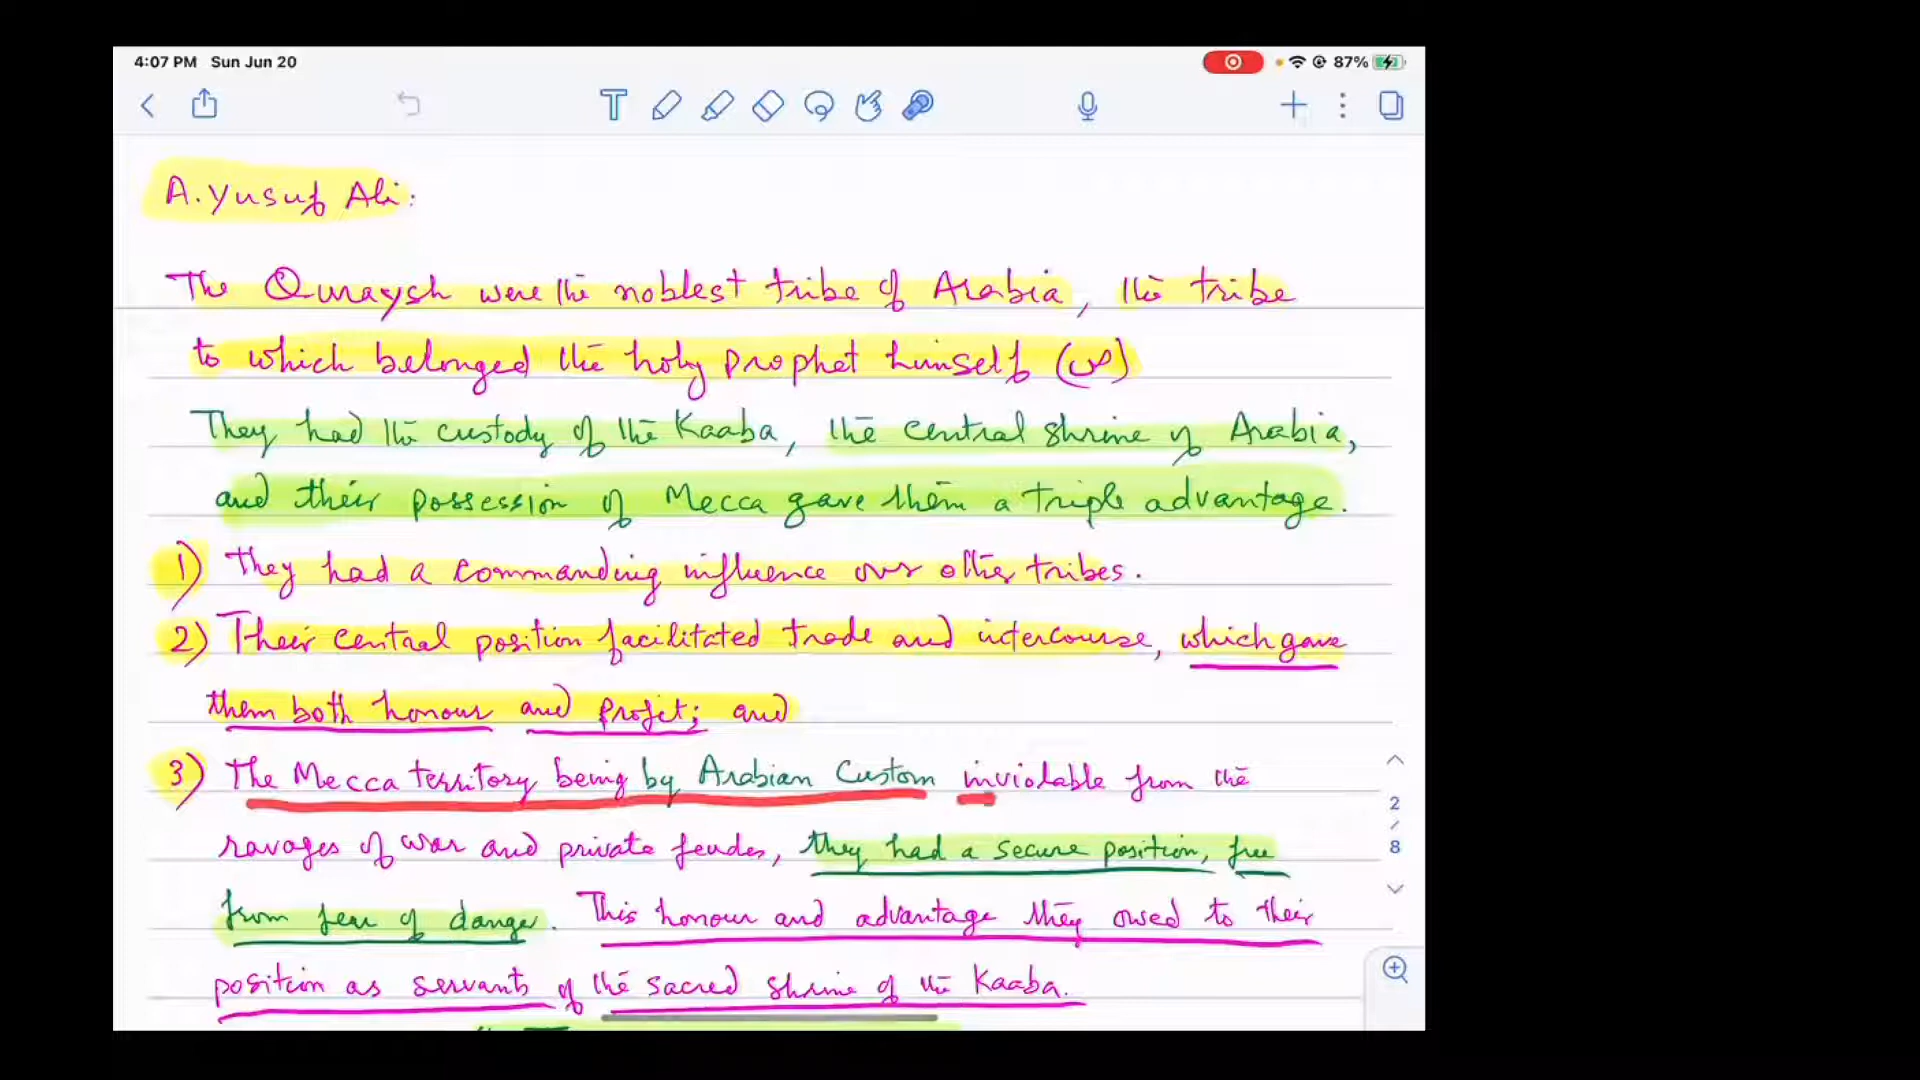 4:07 PM Sun Jun 20
87%
A. Yusuf Ali:
The Quraysh were the noblest tribe of Arabia, the tribe
to which belonged the holy prophet himself (ص)
They had the custody of the Kaaba, the central shrine of Arabia,
and their possession of Mecca gave them a triple advantage.
1) They had a commanding influence over other tribes.
2) Their central position facilitated trade and intercourse, which gave
them both honour and profit; and
3) The Mecca territory being by Arabian Custom inviolable from the
ravages of war and private feudes,
they had a secure position, free
from fear of danger. This honour and advantage they owed to their
position as servants of the sacred shrine of the Kaaba.
2
/
8